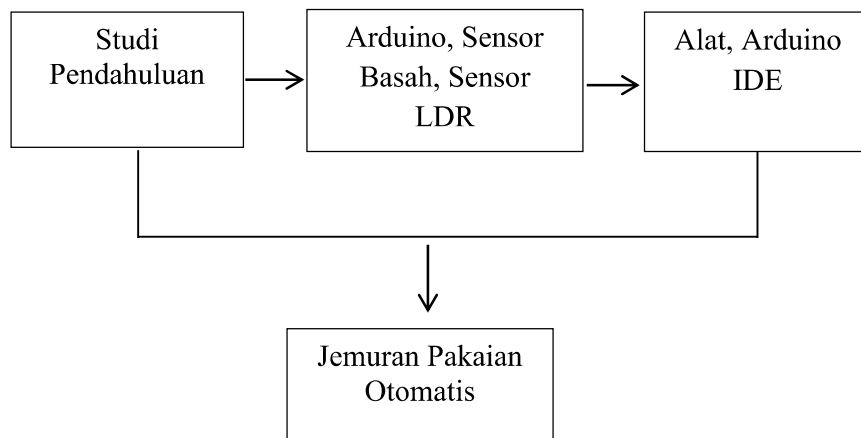 Studi
Pendahuluan
Arduino, Sensor
Basah, Sensor
LDR
Alat, Arduino
IDE
Jemuran Pakaian
Otomatis